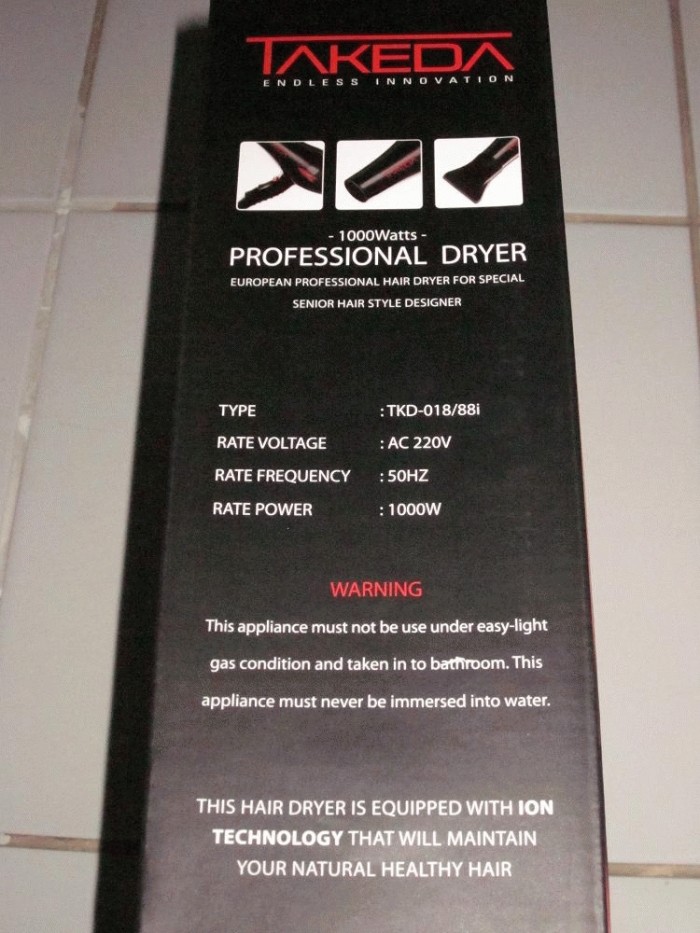 TAKEDA
ENDLESS INNOVATION
- 1000Watts -
PROFESSIONAL DRYER
EUROPEAN PROFESSIONAL HAIR DRYER FOR SPECIAL
SENIOR HAIR STYLE DESIGNER
TYPE : TKD-018/88i
RATE VOLTAGE : AC 220V
RATE FREQUENCY : 50HZ
RATE POWER : 1000W
WARNING
This appliance must not be use under easy-light
gas condition and taken in to bathroom. This
appliance must never be immersed into water.
THIS HAIR DRYER IS EQUIPPED WITH ION
TECHNOLOGY THAT WILL MAINTAIN
YOUR NATURAL HEALTHY HAIR